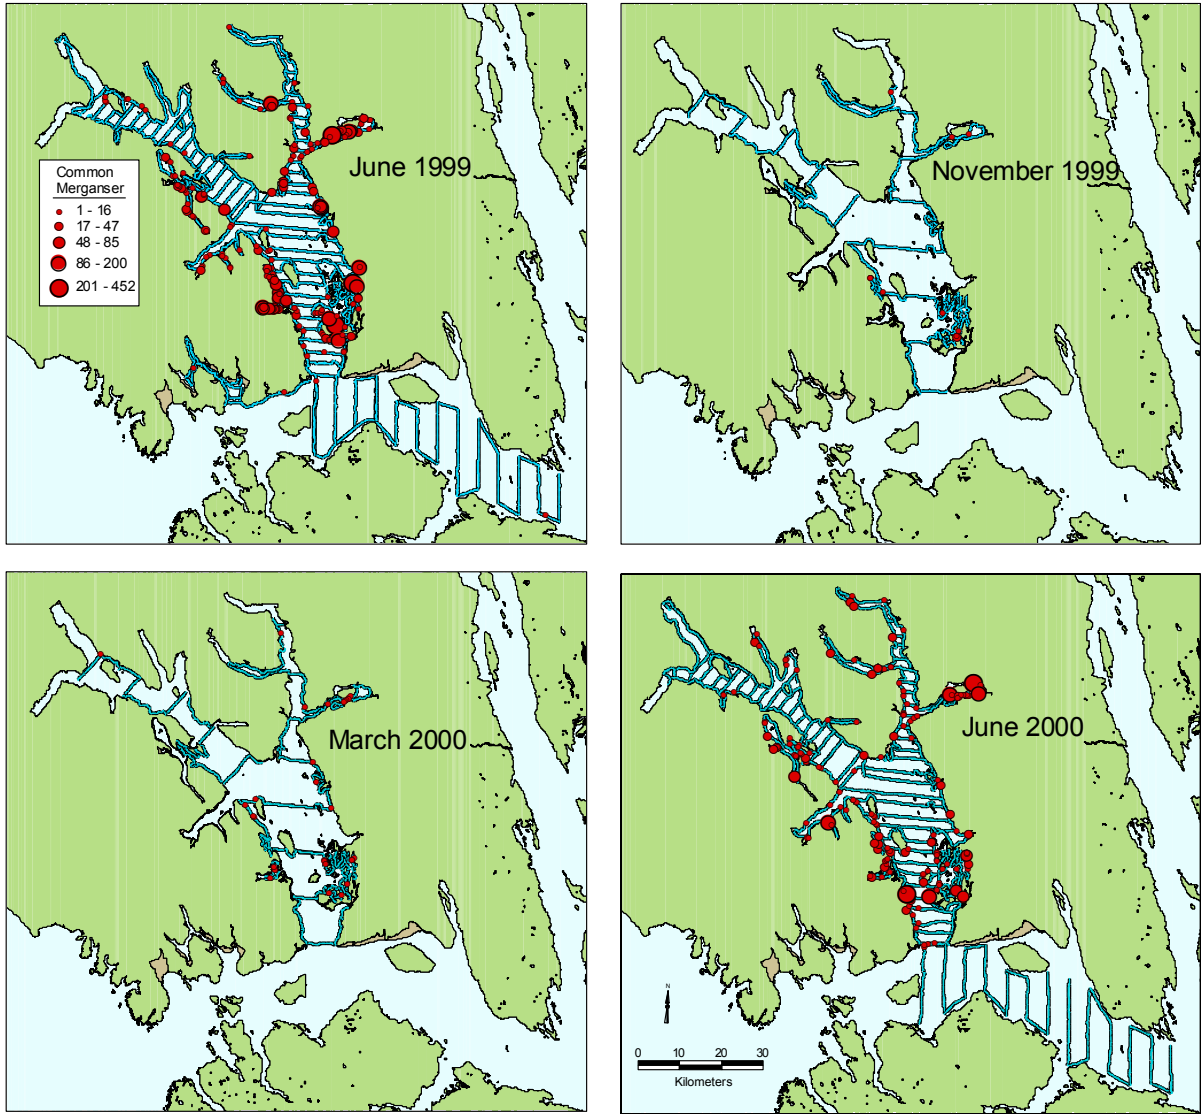 June 1999
Common
Merganser
1 - 16
17 - 47
48 - 85
86 - 200
201 - 452
November 1999
March 2000
June 2000
N
0 10 20 30
Kilometers